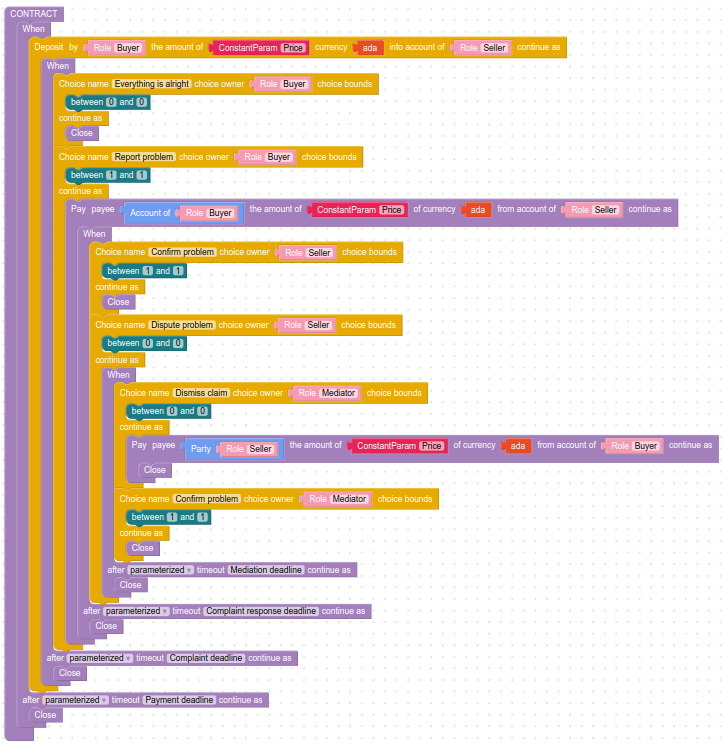 CONTRACT
When
Deposit by Role Buyer the amount of ConstantParam Price currency ada into account of Role Seller continue as
When
Choice name Everything is alright choice owner Role Buyer choice bounds
between 0 and 0
continue as
Close
Choice name Report problem choice owner Role Buyer choice bounds
between 1 and 1
continue as
Pay payee Account of Role Buyer the amount of ConstantParam Price of currency ada from account of Role Seller continue as
When
Choice name Confirm problem choice owner Role Seller choice bounds
between 1 and 1
continue as
Close
Choice name Dispute problem choice owner Role Seller choice bounds
between 0 and 0
continue as
When
Choice name Dismiss claim choice owner Role Mediator choice bounds
between 0 and 0
continue as
Pay payee Party Role Seller the amount of ConstantParam Price of currency ada from account of Role Buyer continue as
Close
Choice name Confirm problem choice owner Role Mediator choice bounds
between 1 and 1
continue as
Close
after parameterized timeout Mediation deadline continue as
Close
after parameterized timeout Complaint response deadline continue as
Close
after parameterized timeout Complaint deadline continue as
Close
after parameterized timeout Payment deadline continue as
Close